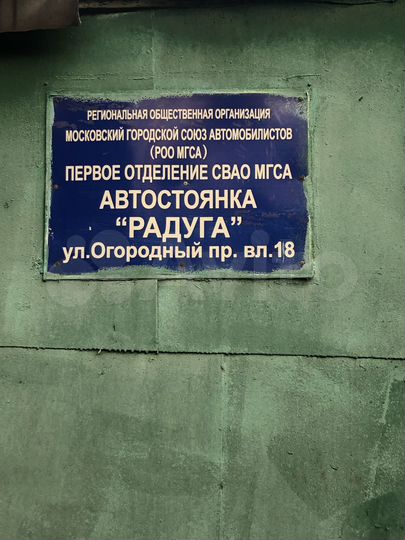 РЕГИОНАЛЬНАЯ ОБЩЕСТВЕННАЯ ОРГАНИЗАЦИЯ
МОСКОВСКИЙ ГОРОДСКОЙ СОЮЗ АВТОМОБИЛИСТОВ
(РОО МГСА)
ПЕРВОЕ ОТДЕЛЕНИЕ СВАО МГСА
АВТОСТОЯНКА
“РАДУГА”
ул.Огородный пр. вл.18